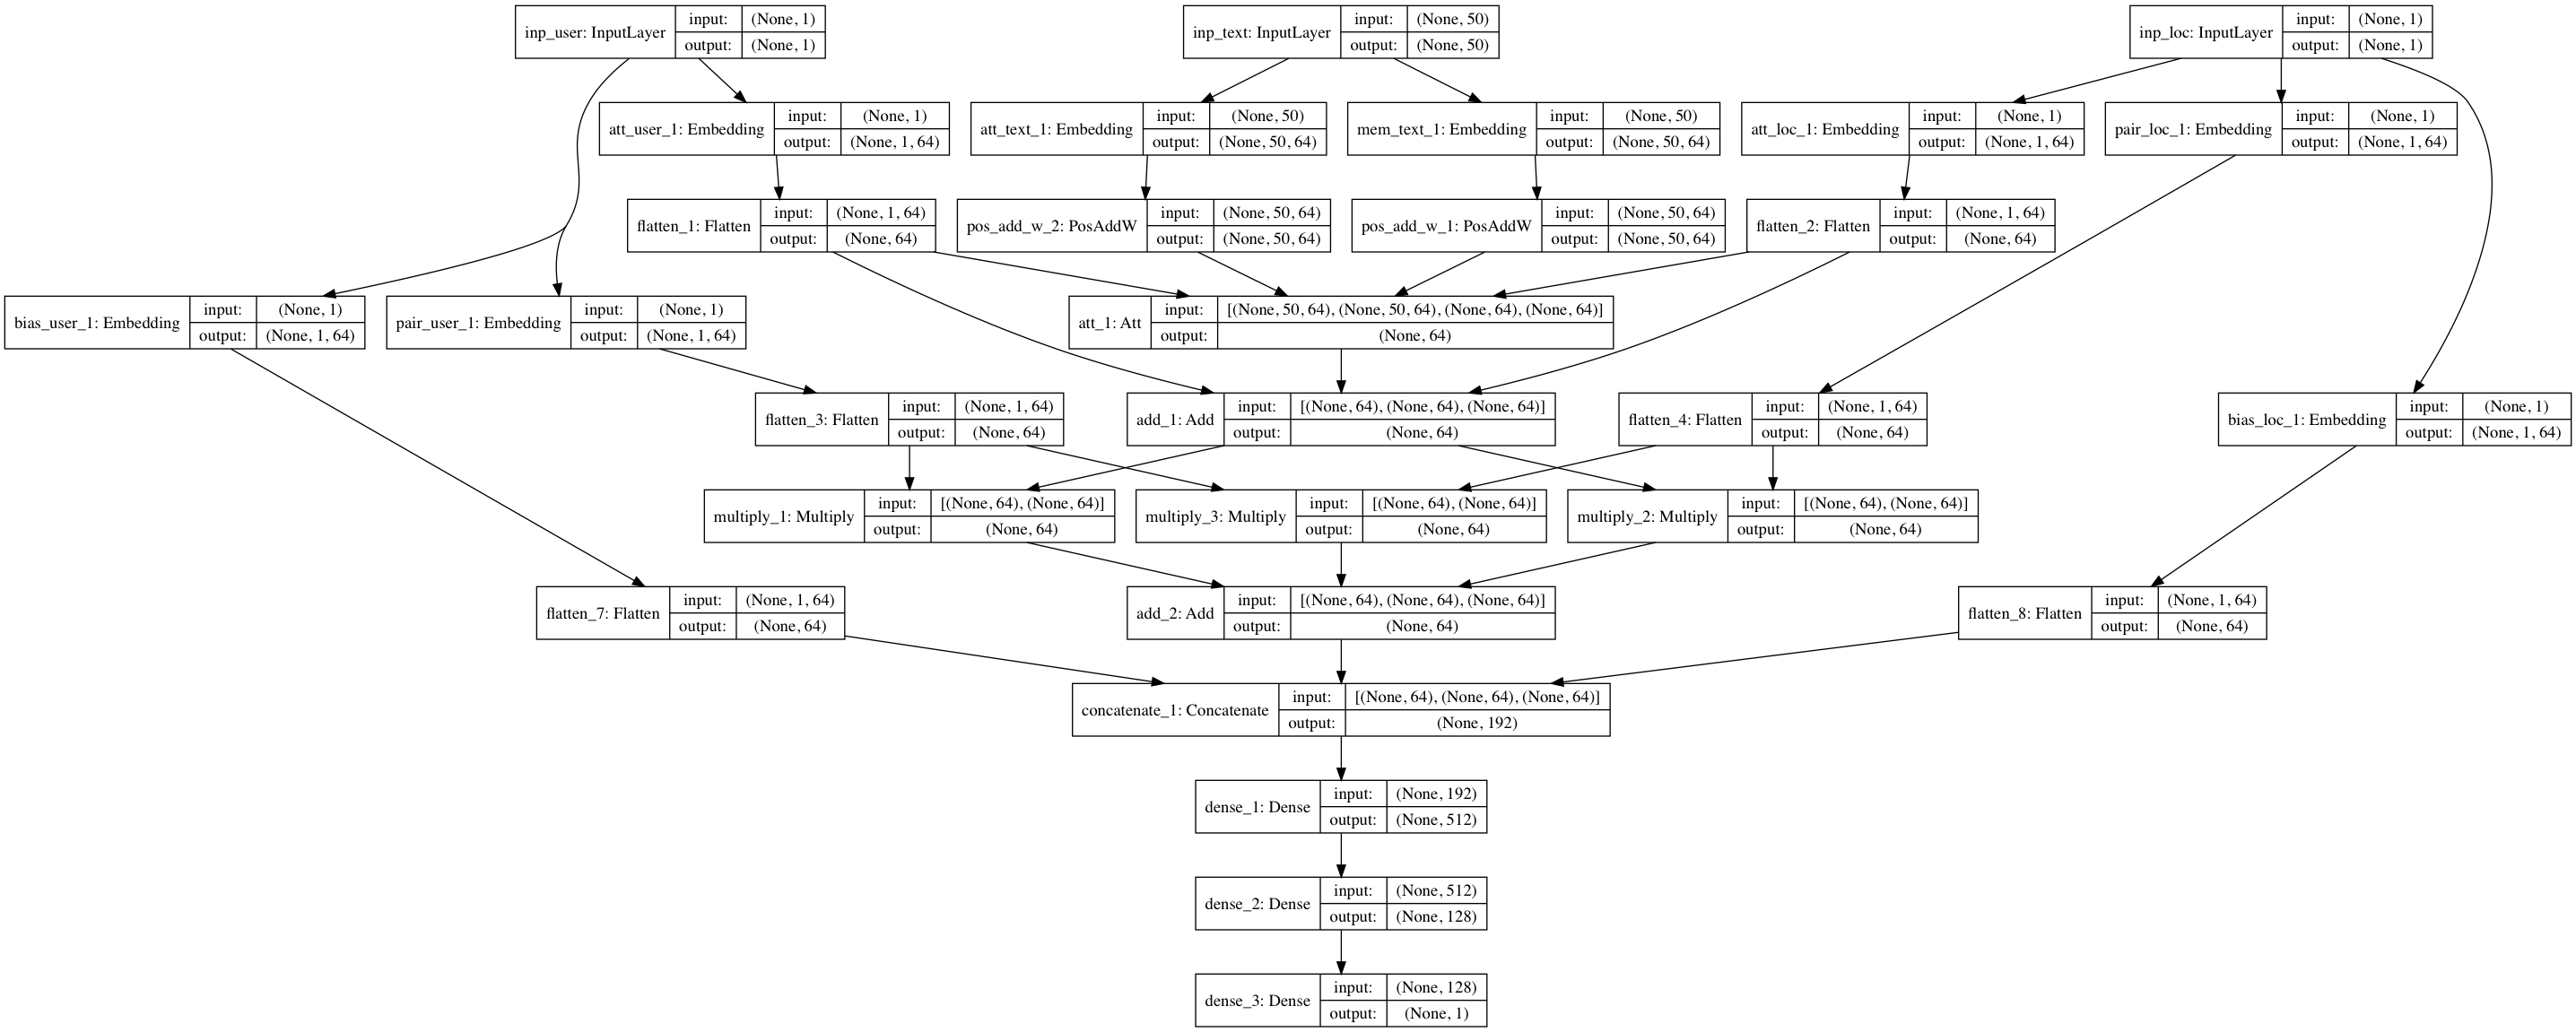 inp_user: InputLayer
input:
(None, 1)
output:
(None, 1)
inp_text: InputLayer
input:
(None, 50)
output:
(None, 50)
inp_loc: InputLayer
input:
(None, 1)
output:
(None, 1)
att_user_1: Embedding
input:
(None, 1)
output:
(None, 1, 64)
att_text_1: Embedding
input:
(None, 50)
output:
(None, 50, 64)
mem_text_1: Embedding
input:
(None, 50)
output:
(None, 50, 64)
att_loc_1: Embedding
input:
(None, 1)
output:
(None, 1, 64)
pair_loc_1: Embedding
input:
(None, 1)
output:
(None, 1, 64)
flatten_1: Flatten
input:
(None, 1, 64)
output:
(None, 64)
pos_add_w_2: PosAddW
input:
(None, 50, 64)
output:
(None, 50, 64)
pos_add_w_1: PosAddW
input:
(None, 50, 64)
output:
(None, 50, 64)
flatten_2: Flatten
input:
(None, 1, 64)
output:
(None, 64)
bias_user_1: Embedding
input:
(None, 1)
output:
(None, 1, 64)
pair_user_1: Embedding
input:
(None, 1)
output:
(None, 1, 64)
att_1: Att
input:
[(None, 50, 64), (None, 50, 64), (None, 64), (None, 64)]
output:
(None, 64)
flatten_3: Flatten
input:
(None, 1, 64)
output:
(None, 64)
add_1: Add
input:
[(None, 64), (None, 64), (None, 64)]
output:
(None, 64)
flatten_4: Flatten
input:
(None, 1, 64)
output:
(None, 64)
bias_loc_1: Embedding
input:
(None, 1)
output:
(None, 1, 64)
multiply_1: Multiply
input:
[(None, 64), (None, 64)]
output:
(None, 64)
multiply_3: Multiply
input:
[(None, 64), (None, 64)]
output:
(None, 64)
multiply_2: Multiply
input:
[(None, 64), (None, 64)]
output:
(None, 64)
flatten_7: Flatten
input:
(None, 1, 64)
output:
(None, 64)
add_2: Add
input:
[(None, 64), (None, 64), (None, 64)]
output:
(None, 64)
flatten_8: Flatten
input:
(None, 1, 64)
output:
(None, 64)
concatenate_1: Concatenate
input:
[(None, 64), (None, 64), (None, 64)]
output:
(None, 192)
dense_1: Dense
input:
(None, 192)
output:
(None, 512)
dense_2: Dense
input:
(None, 512)
output:
(None, 128)
dense_3: Dense
input:
(None, 128)
output:
(None, 1)